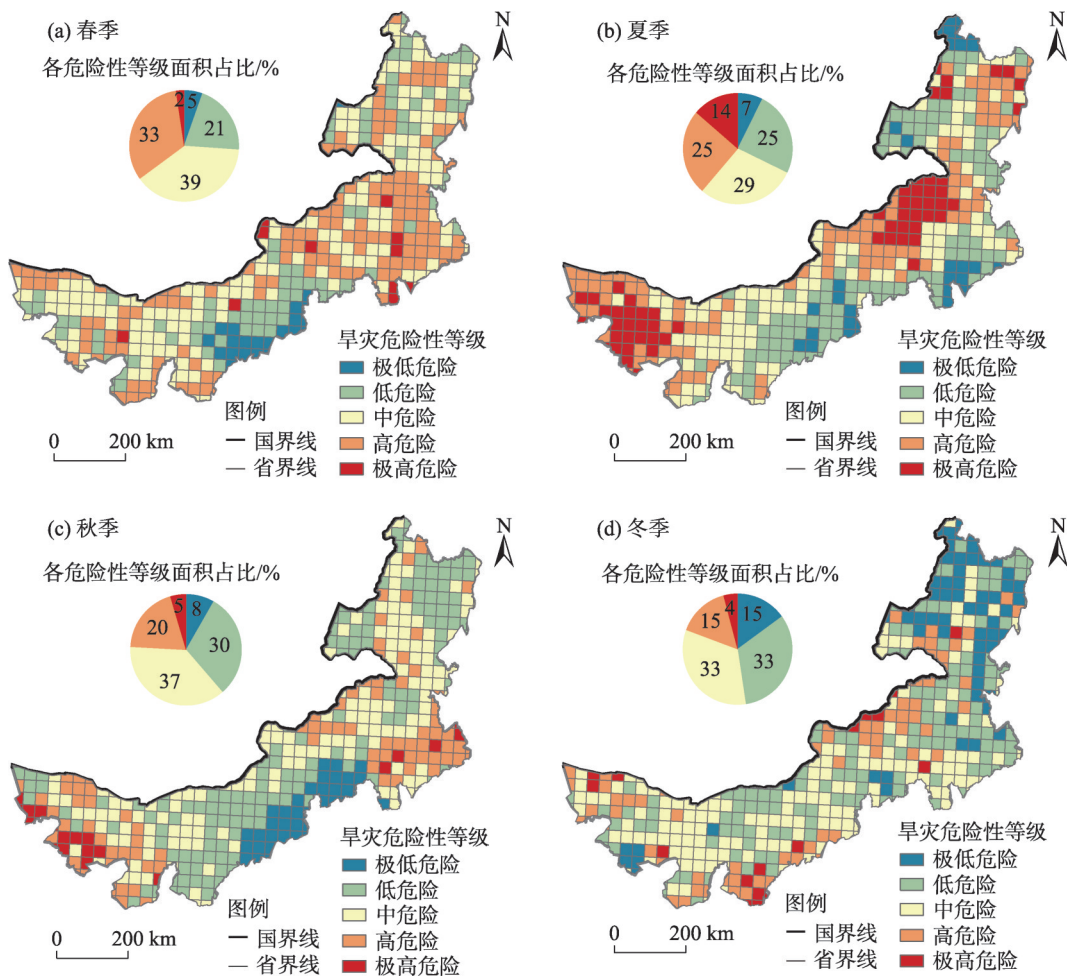 (a) 春季
N
各危险性等级面积占比/%
2
5
21
39
33
旱灾危险性等级
极低危险
低危险
中危险
高危险
极高危险
图例
国界线
省界线
0 200 km
(b) 夏季
N
各危险性等级面积占比/%
14
7
25
29
25
旱灾危险性等级
极低危险
低危险
中危险
高危险
极高危险
图例
国界线
省界线
0 200 km
(c) 秋季
N
各危险性等级面积占比/%
5
8
30
37
20
旱灾危险性等级
极低危险
低危险
中危险
高危险
极高危险
图例
国界线
省界线
0 200 km
(d) 冬季
N
各危险性等级面积占比/%
4
15
33
33
15
旱灾危险性等级
极低危险
低危险
中危险
高危险
极高危险
图例
国界线
省界线
0 200 km